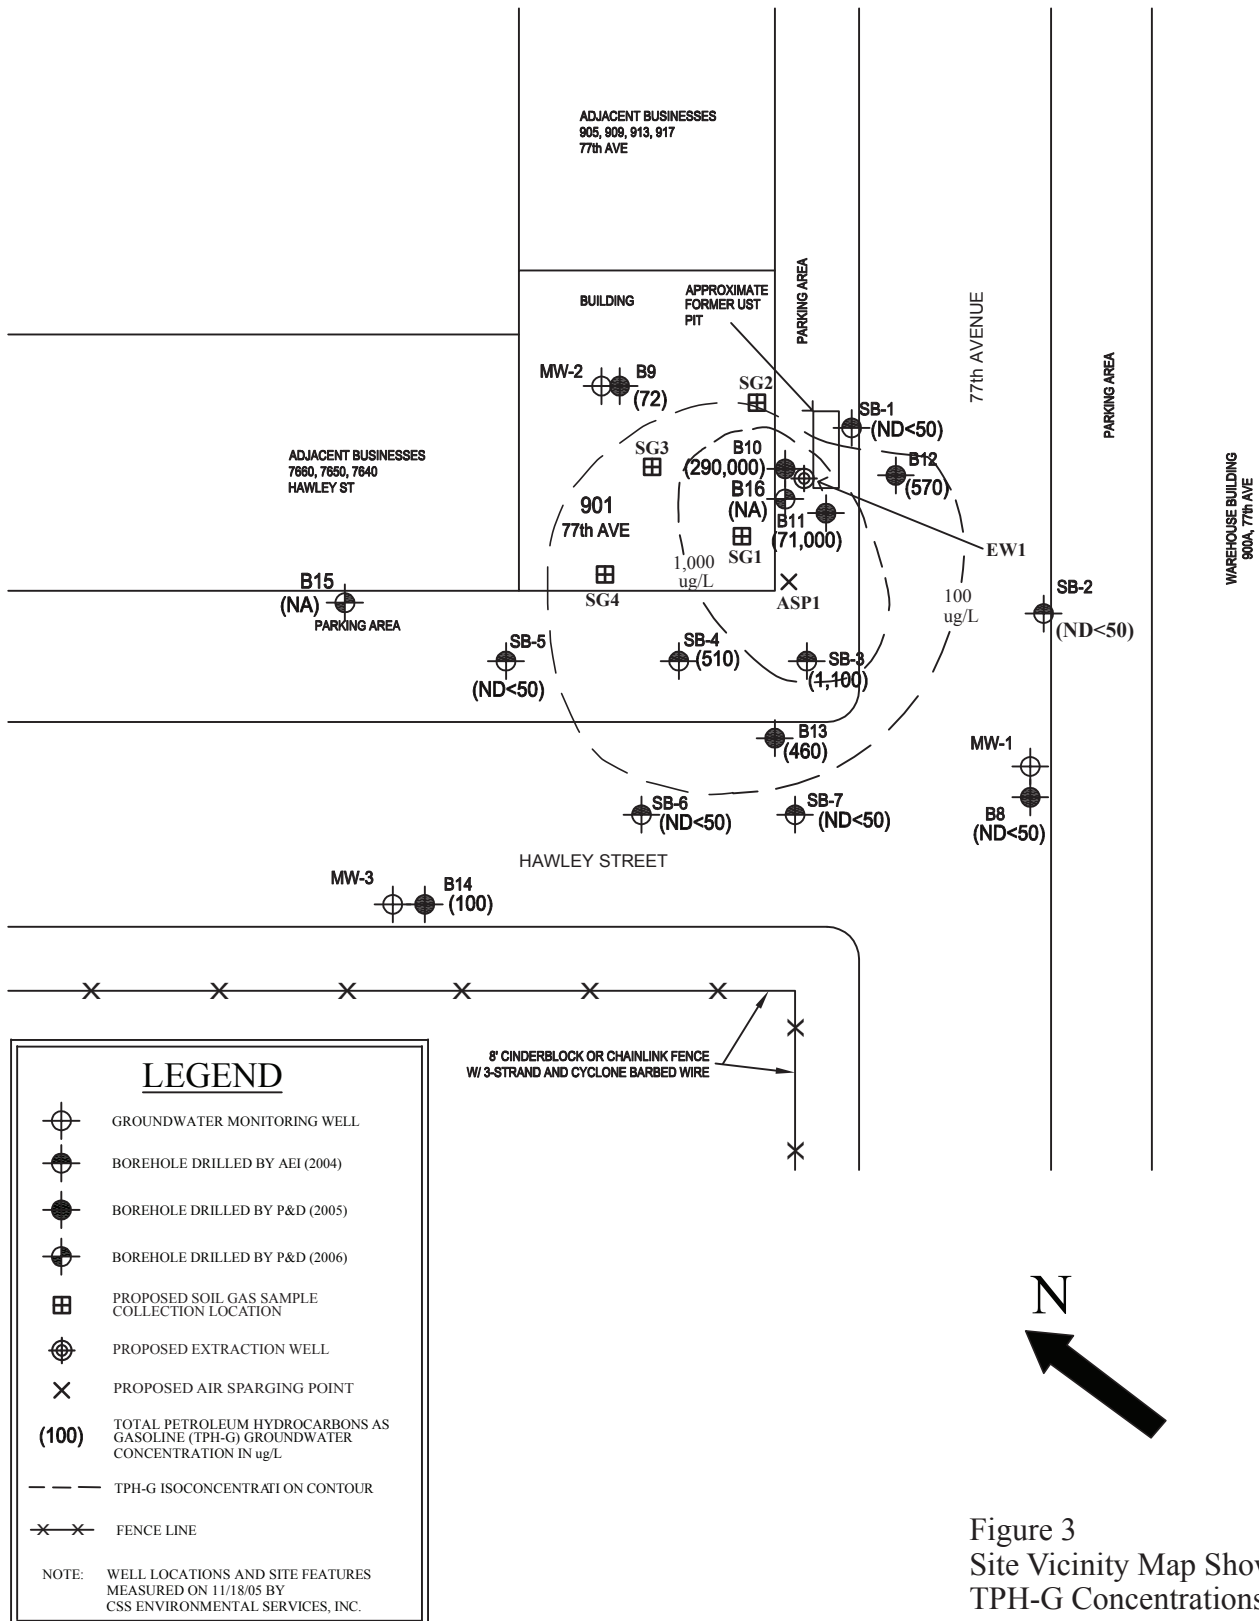 ADJACENT BUSINESSES
905, 909, 913, 917
77th AVE
BUILDING
APPROXIMATE
FORMER UST
PIT
PARKING AREA
77th AVENUE
PARKING AREA
WAREHOUSE BUILDING
900A, 77th AVE
MW-2
B9
(72)
SG2
SB-1
(ND<50)
ADJACENT BUSINESSES
7660, 7650, 7640
HAWLEY ST
SG3
B10
(290,000)
B12
(570)
901
77th AVE
B16
(NA)
B11
(71,000)
SG1
EW1
1,000
ug/L
SG4
ASP1
100
ug/L
SB-2
(ND<50)
B15
(NA)
PARKING AREA
SB-5
(ND<50)
SB-4
(510)
SB-3
(1,100)
B13
(460)
MW-1
B8
(ND<50)
SB-6
(ND<50)
SB-7
(ND<50)
HAWLEY STREET
MW-3
B14
(100)
8' CINDERBLOCK OR CHAINLINK FENCE
W/ 3-STRAND AND CYCLONE BARBED WIRE
LEGEND
GROUNDWATER MONITORING WELL
BOREHOLE DRILLED BY AEI (2004)
BOREHOLE DRILLED BY P&D (2005)
BOREHOLE DRILLED BY P&D (2006)
PROPOSED SOIL GAS SAMPLE
COLLECTION LOCATION
PROPOSED EXTRACTION WELL
PROPOSED AIR SPARGING POINT
(100)
TOTAL PETROLEUM HYDROCARBONS AS
GASOLINE (TPH-G) GROUNDWATER
CONCENTRATION IN ug/L
TPH-G ISOCONCENTRATI ON CONTOUR
FENCE LINE
NOTE: WELL LOCATIONS AND SITE FEATURES
MEASURED ON 11/18/05 BY
CSS ENVIRONMENTAL SERVICES, INC.
N
Figure 3
Site Vicinity Map Show
TPH-G Concentrations